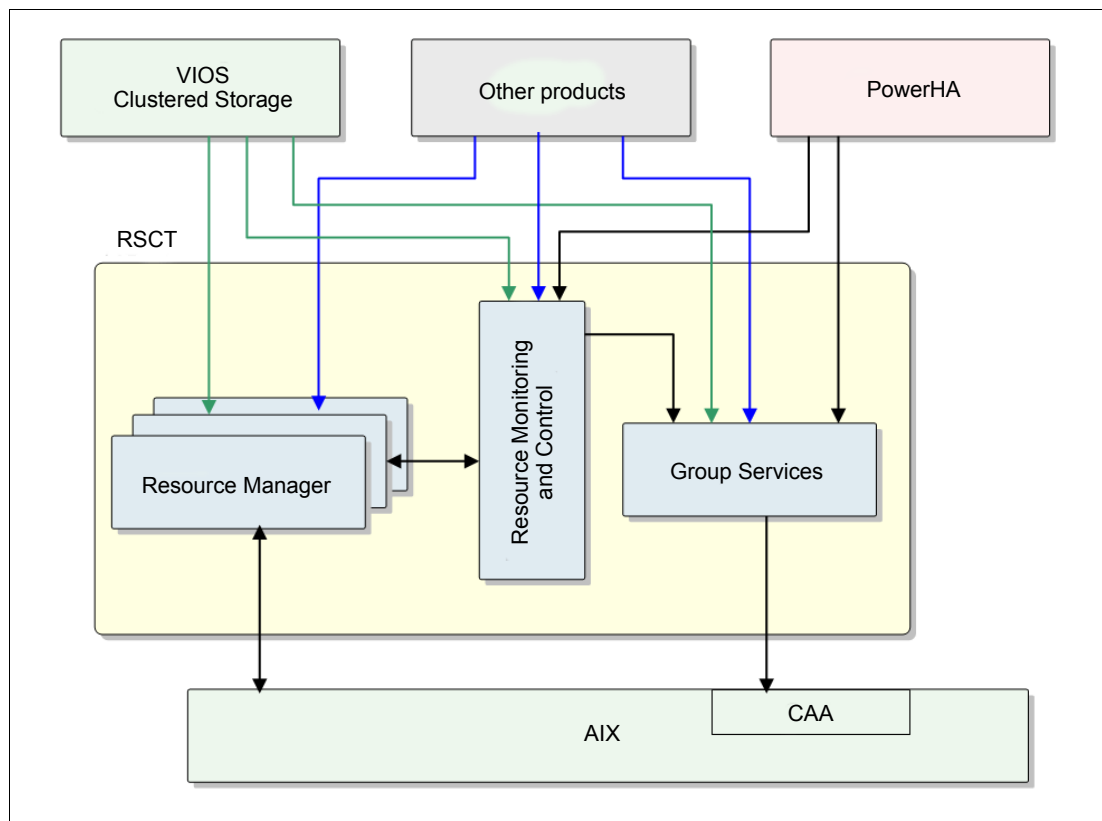 VIOS
Clustered Storage
Other products
PowerHA
RSCT
Resource Monitoring
and Control
Resource Manager
Group Services
CAA
AIX